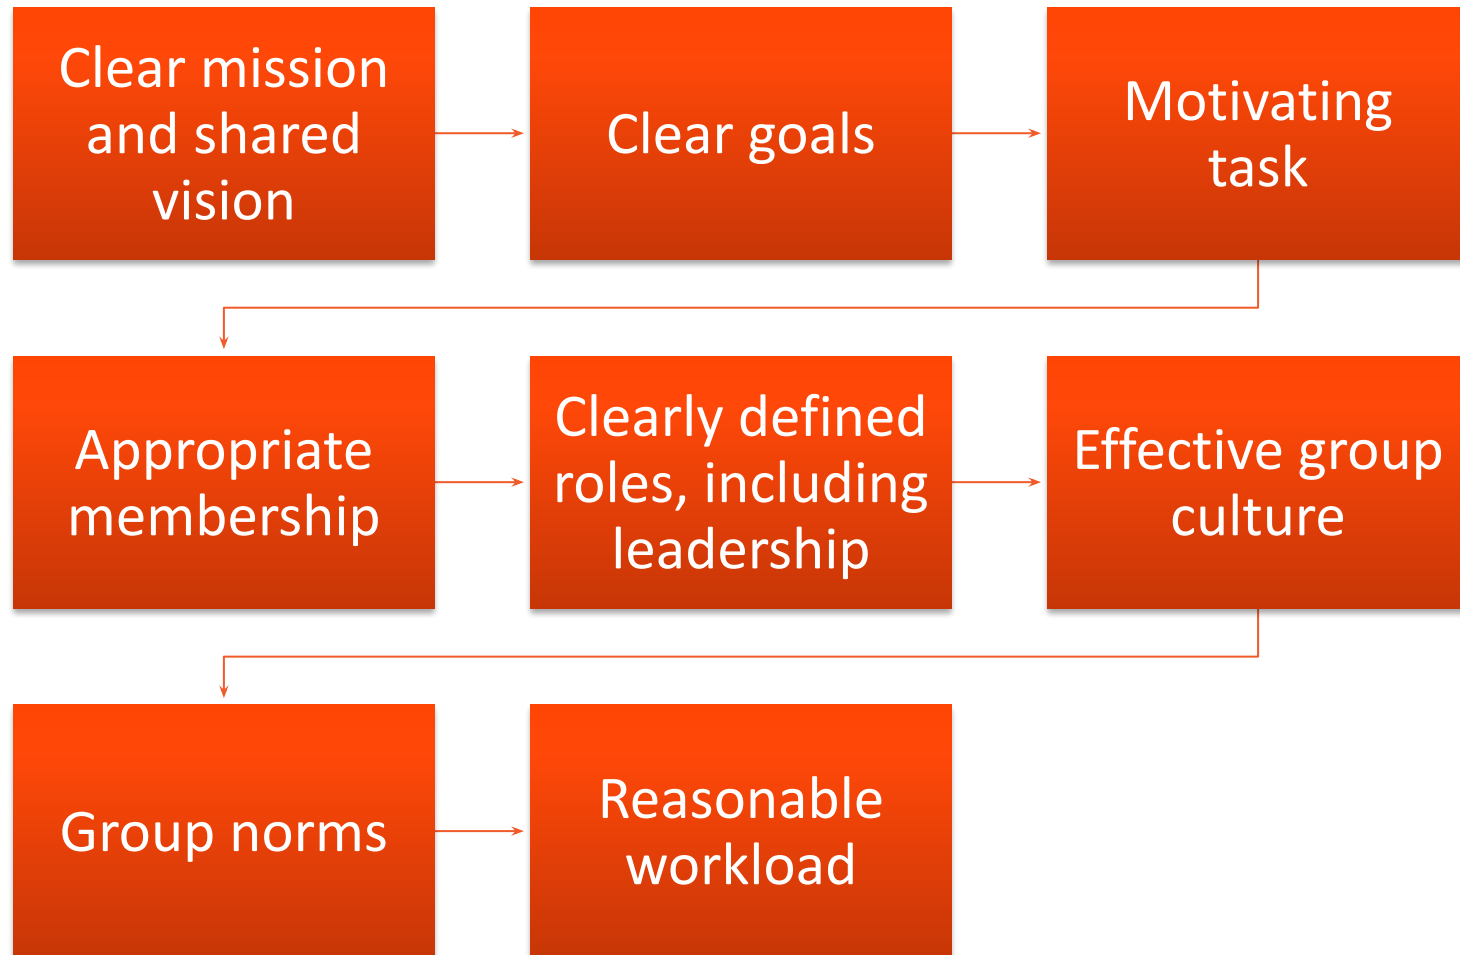 Clear mission
and shared
vision
Clear goals
Motivating
task
Appropriate
membership
Clearly defined
roles, including
leadership
Effective group
culture
Group norms
Reasonable
workload